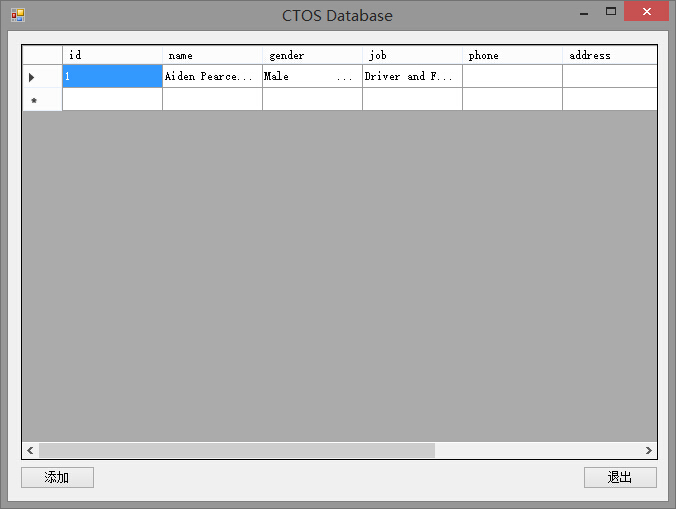 CTOS Database
id name gender job phone address
1 Aiden Pearce... Male ... Driver and F...
添加 退出